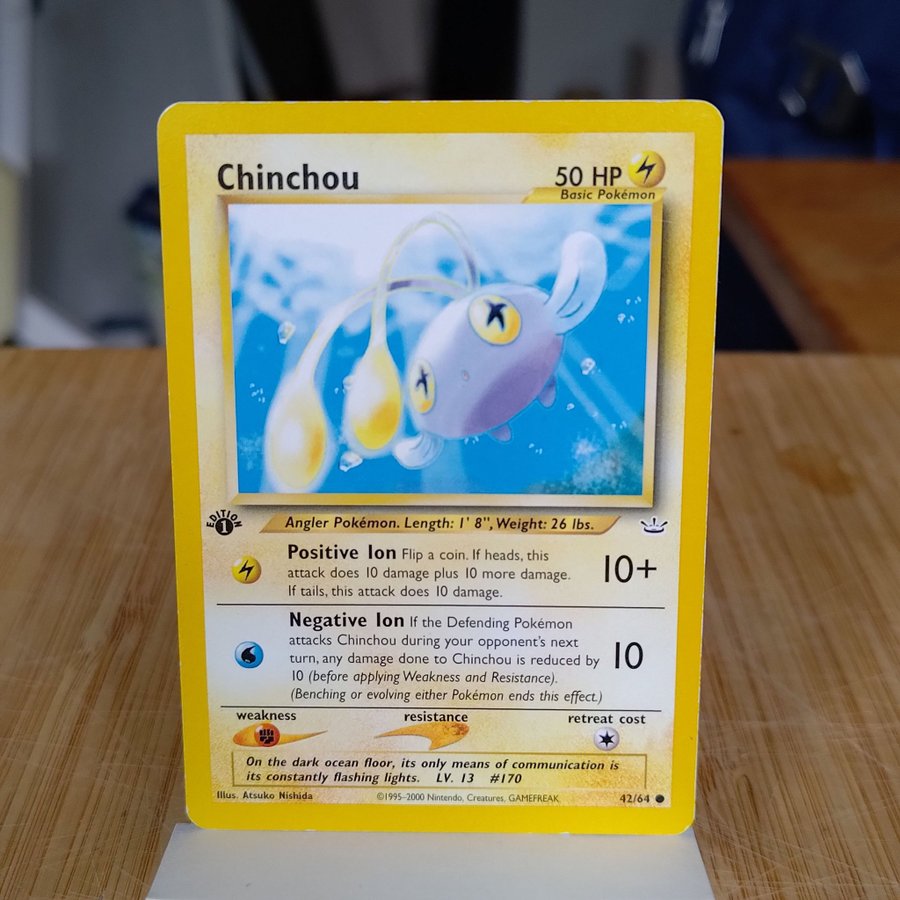 Chinchou
50 HP
Basic Pokémon
EDITION
1
Angler Pokémon. Length: 1' 8", Weight: 26 lbs.
Positive Ion Flip a coin. If heads, this
attack does 10 damage plus 10 more damage.
If tails, this attack does 10 damage.
10+
Negative Ion If the Defending Pokémon
attacks Chinchou during your opponent's next
turn, any damage done to Chinchou is reduced by
10 (before applying Weakness and Resistance).
(Benching or evolving either Pokémon ends this effect.)
10
weakness
resistance
retreat cost
On the dark ocean floor, its only means of communication is
its constantly flashing lights. LV. 13 #170
Illus. Atsuko Nishida
©1995-2000 Nintendo, Creatures, GAMEFREAK.
42/64